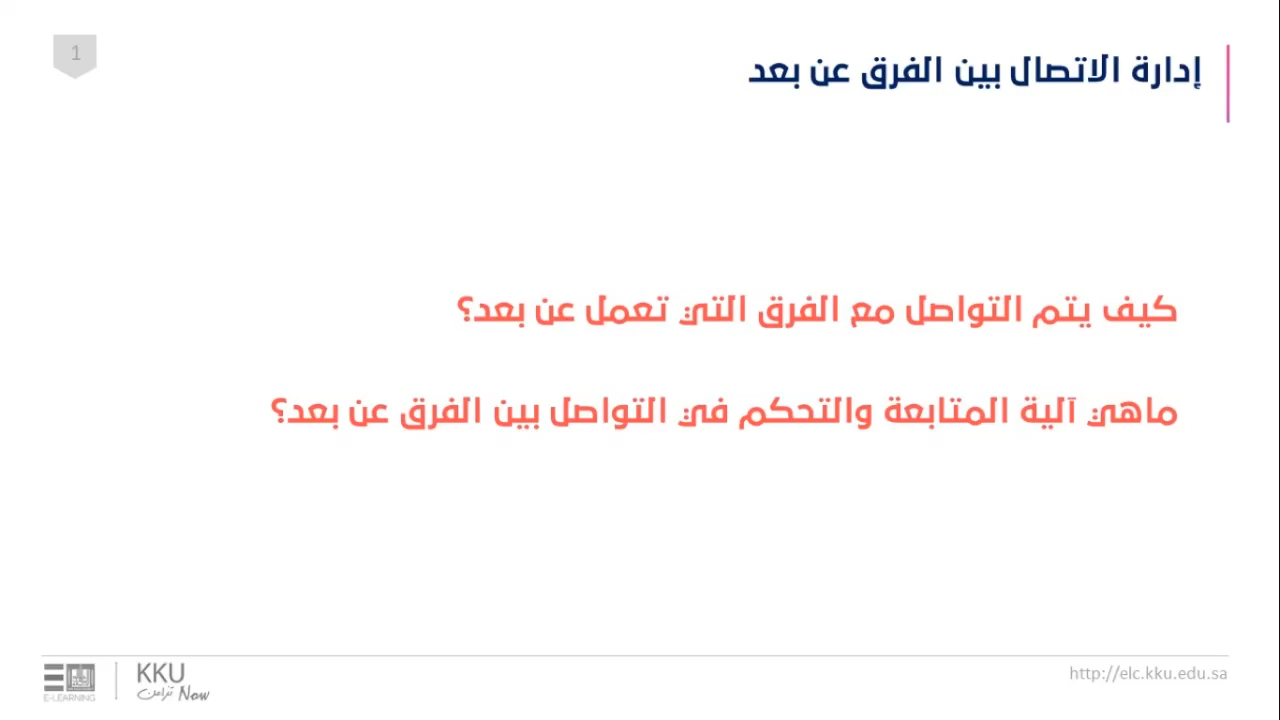 1
إدارة الاتصال بين الفرق عن بعد
كيف يتم التواصل مع الفرق التي تعمل عن بعد؟
ماهي آلية المتابعة والتحكم في التواصل بين الفرق عن بعد؟
E-LEARNING
KKU
تزامن Now
http://elc.kku.edu.sa